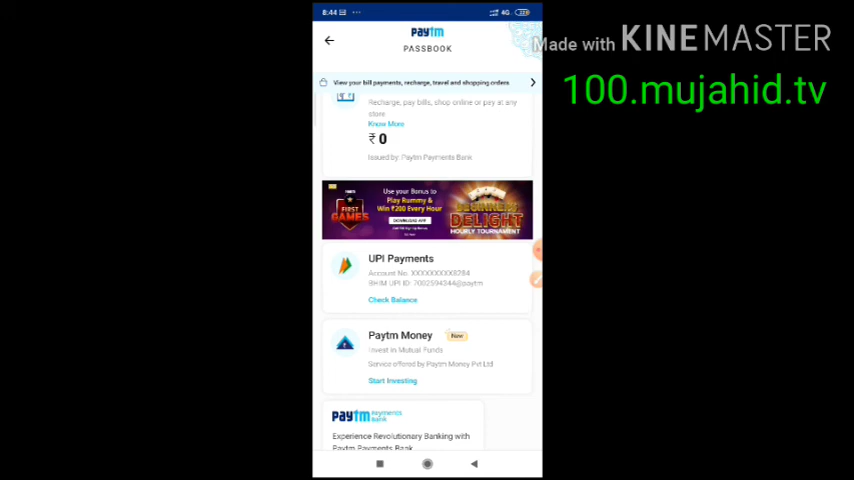 8:44
4G
paytm
PASSBOOK
View your bill payments, recharge, travel and shopping orders
Recharge, pay bills, shop online or pay at any
store
Know More
₹ 0
Issued by: Paytm Payments Bank
FIRST
GAMES
Use your Bonus to
Play Rummy &
Win ₹200 Every Hour
DOWNLOAD APP
BEGINNERS
DELIGHT
HOURLY TOURNAMENT
UPI Payments
Account No. XXXXXXXXX8284
BHIM UPI ID: 7002594344@paytm
Check Balance
Paytm Money
New
Invest in Mutual Funds
Service offered by Paytm Money Pvt Ltd
Start Investing
paytm payments
bank
Experience Revolutionary Banking with
Paytm Payments Bank
Made with KINEMASTER
100.mujahid.tv